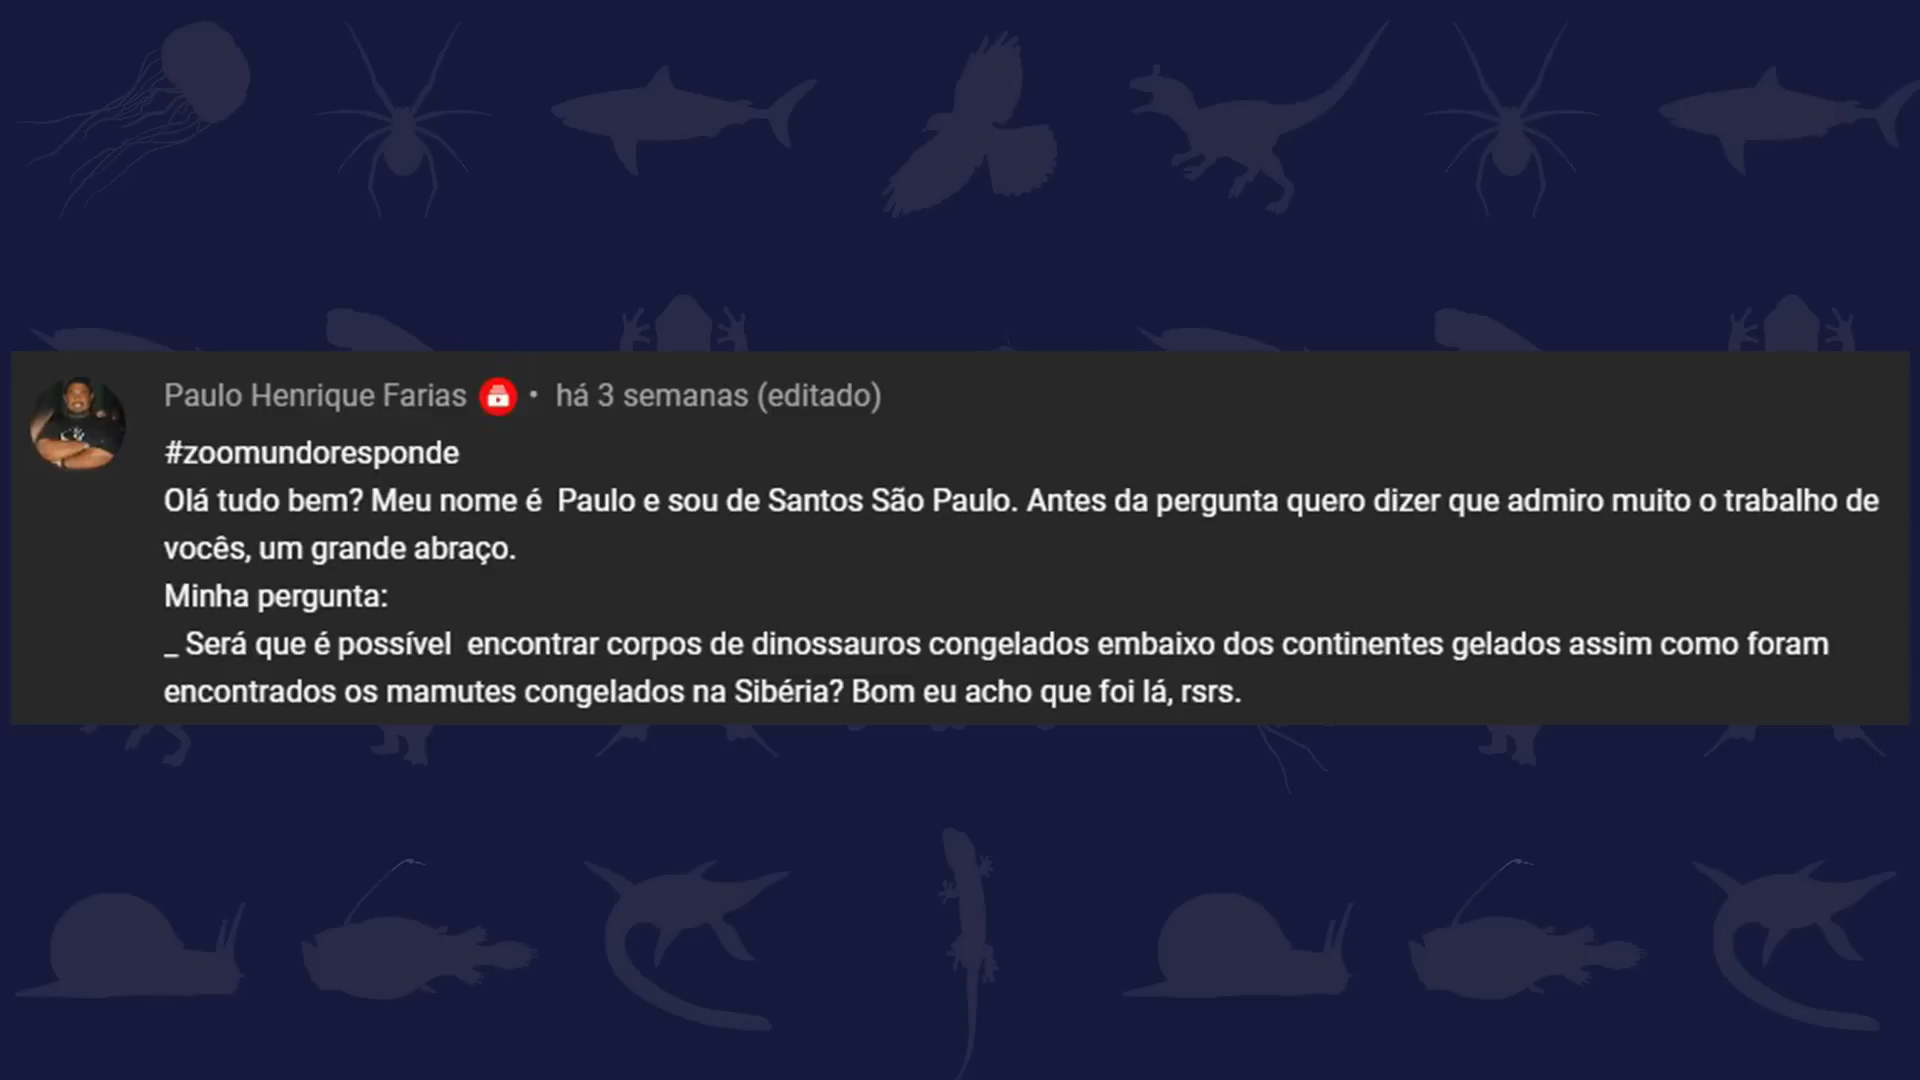 Paulo Henrique Farias • há 3 semanas (editado)
#zoomundoresponde
Olá tudo bem? Meu nome é  Paulo e sou de Santos São Paulo. Antes da pergunta quero dizer que admiro muito o trabalho de
vocês, um grande abraço.
Minha pergunta:
_ Será que é possível  encontrar corpos de dinossauros congelados embaixo dos continentes gelados assim como foram
encontrados os mamutes congelados na Sibéria? Bom eu acho que foi lá, rsrs.